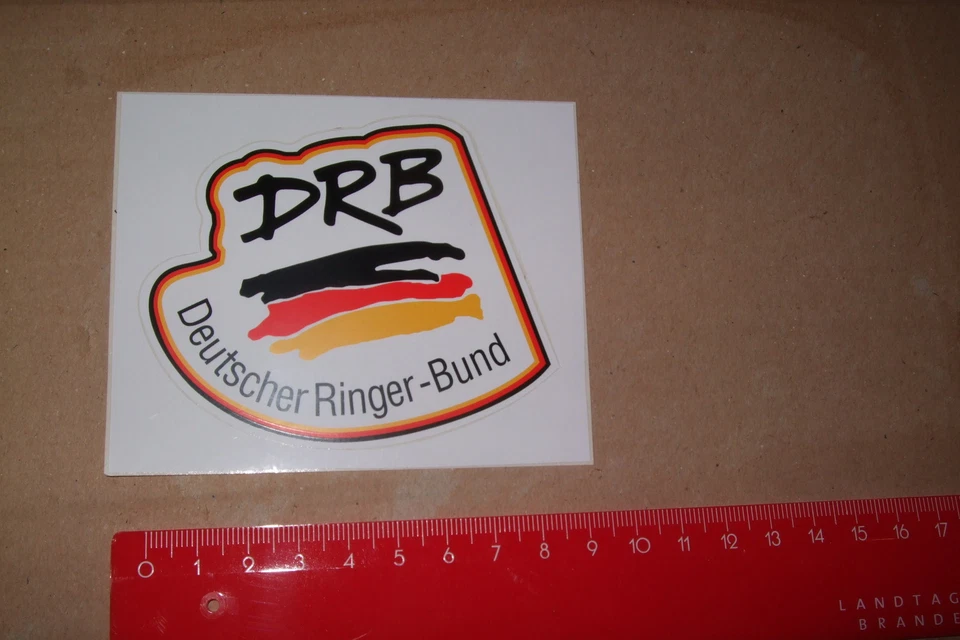 DRB
Deutscher Ringer-Bund
0 1 2 3 4 5 6 7 8 9 10 11 12 13 14 15 16 17
LANDTAG
BRANDE